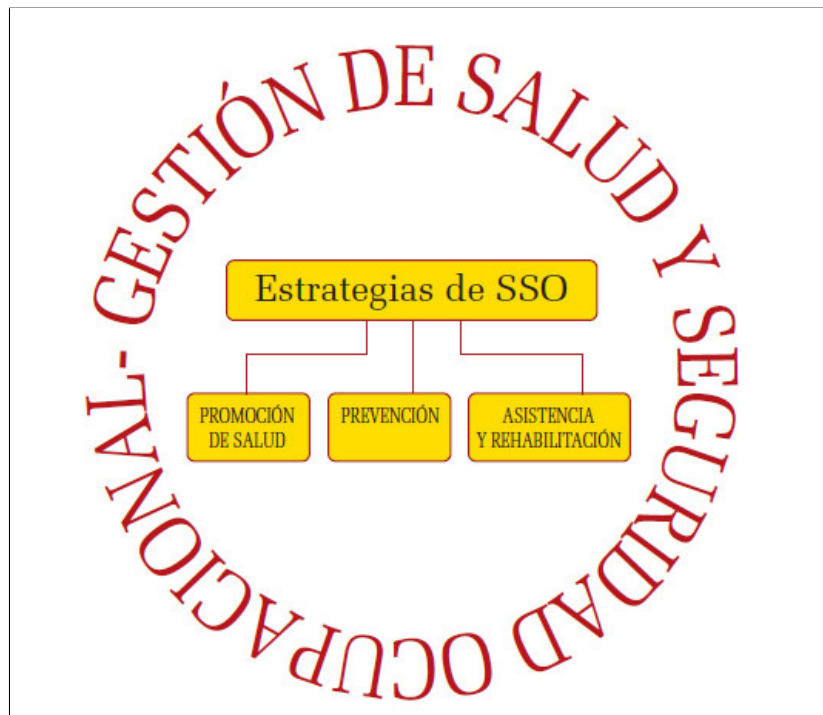 GESTIÓN DE SALUD Y SEGURIDAD OCUPACIONAL-
Estrategias de SSO
PROMOCIÓN
DE SALUD
PREVENCIÓN
ASISTENCIA
Y REHABILITACIÓN